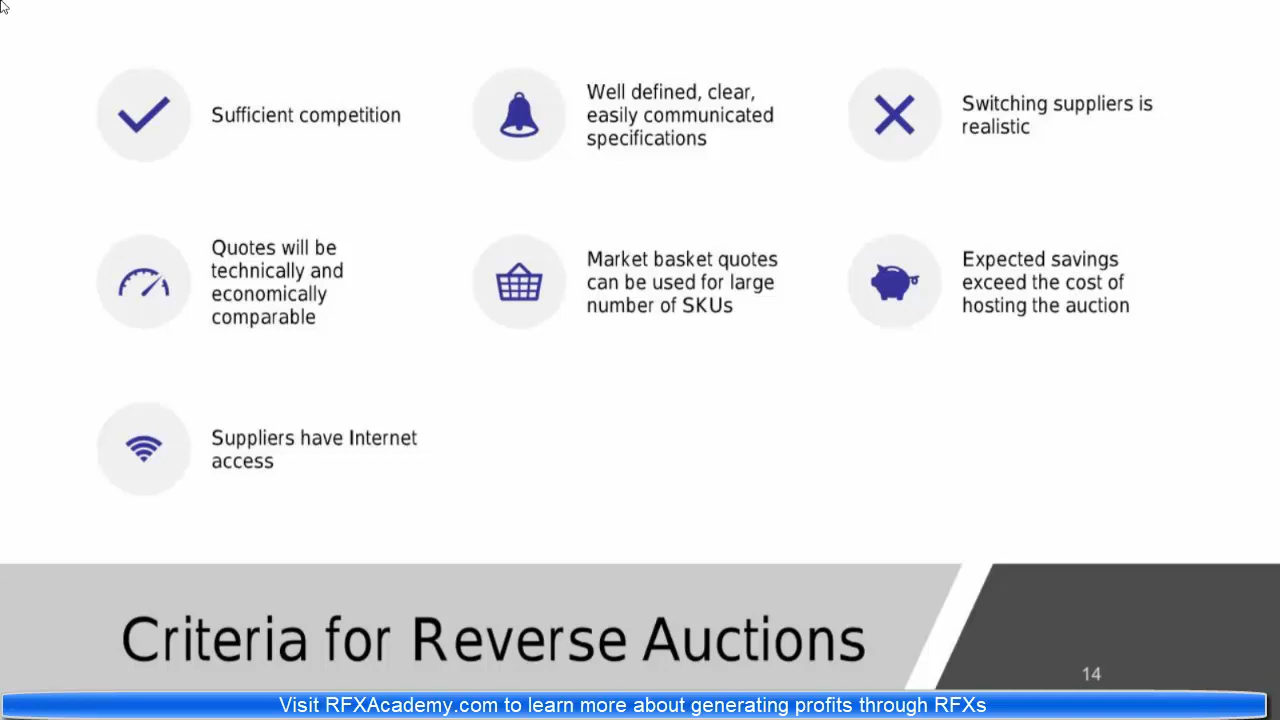 Sufficient competition
Well defined, clear,
easily communicated
specifications
Switching suppliers is
realistic
Quotes will be
technically and
economically
comparable
Market basket quotes
can be used for large
number of SKUs
Expected savings
exceed the cost of
hosting the auction
Suppliers have Internet
access
Criteria for Reverse Auctions
14
Visit RFXAcademy.com to learn more about generating profits through RFXs